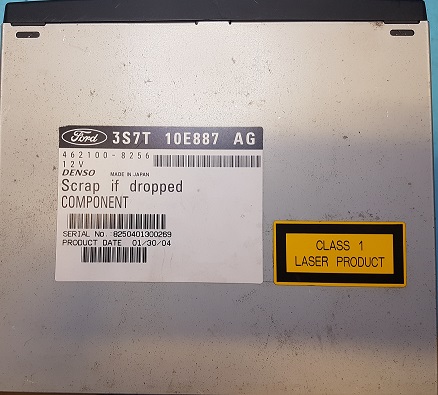 Ford 3S7T 10E887 AG
462100-8256
12V
DENSO MADE IN JAPAN
Scrap if dropped
COMPONENT
SERIAL No. 8250401300269
PRODUCT DATE 01/30/04
CLASS 1
LASER PRODUCT